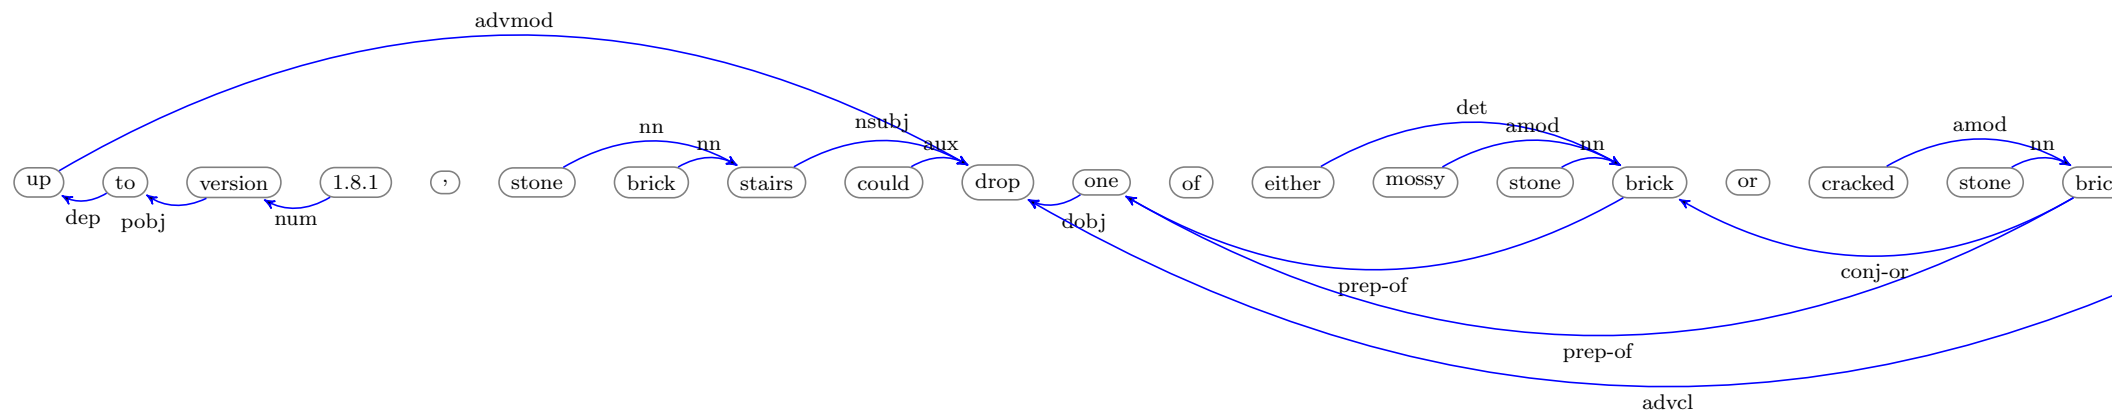 advmod
det
nn
nsubj
amod
amod
nn
aux
nn
nn
up to version 1.8.1 , stone brick stairs could drop one of either mossy stone brick or cracked stone bric
dep
pobj
num
dobj
conj-or
prep-of
prep-of
advcl